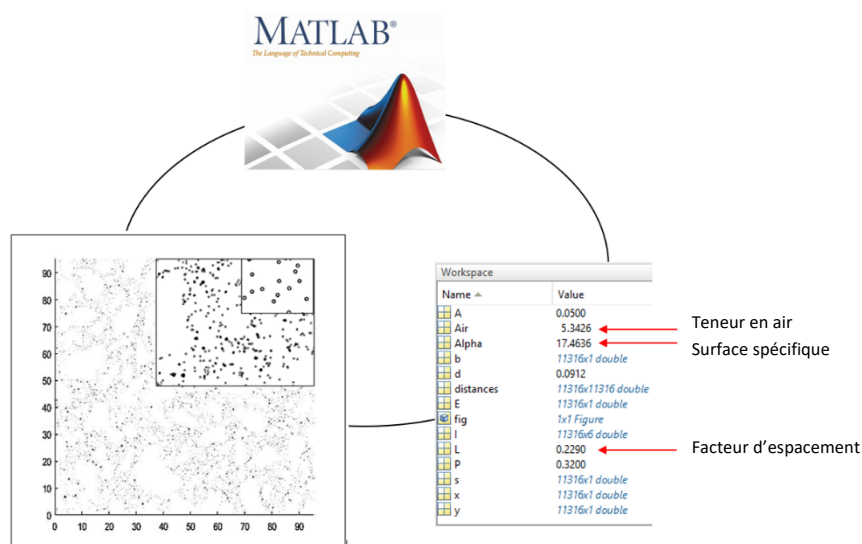 MATLAB®
The Language of Technical Computing
90
80
70
60
50
40
30
20
10
0
0 10 20 30 40 50 60 70 80 90
Workspace
Name Value
A 0.0500
Air 5.3426
Alpha 17.4636
b 11316x1 double
d 0.0912
distances 11316x11316 double
E 11316x1 double
fig 1x1 Figure
I 11316x6 double
L 0.2290
P 0.3200
s 11316x1 double
x 11316x1 double
y 11316x1 double
Teneur en air
Surface spécifique
Facteur d’espacement